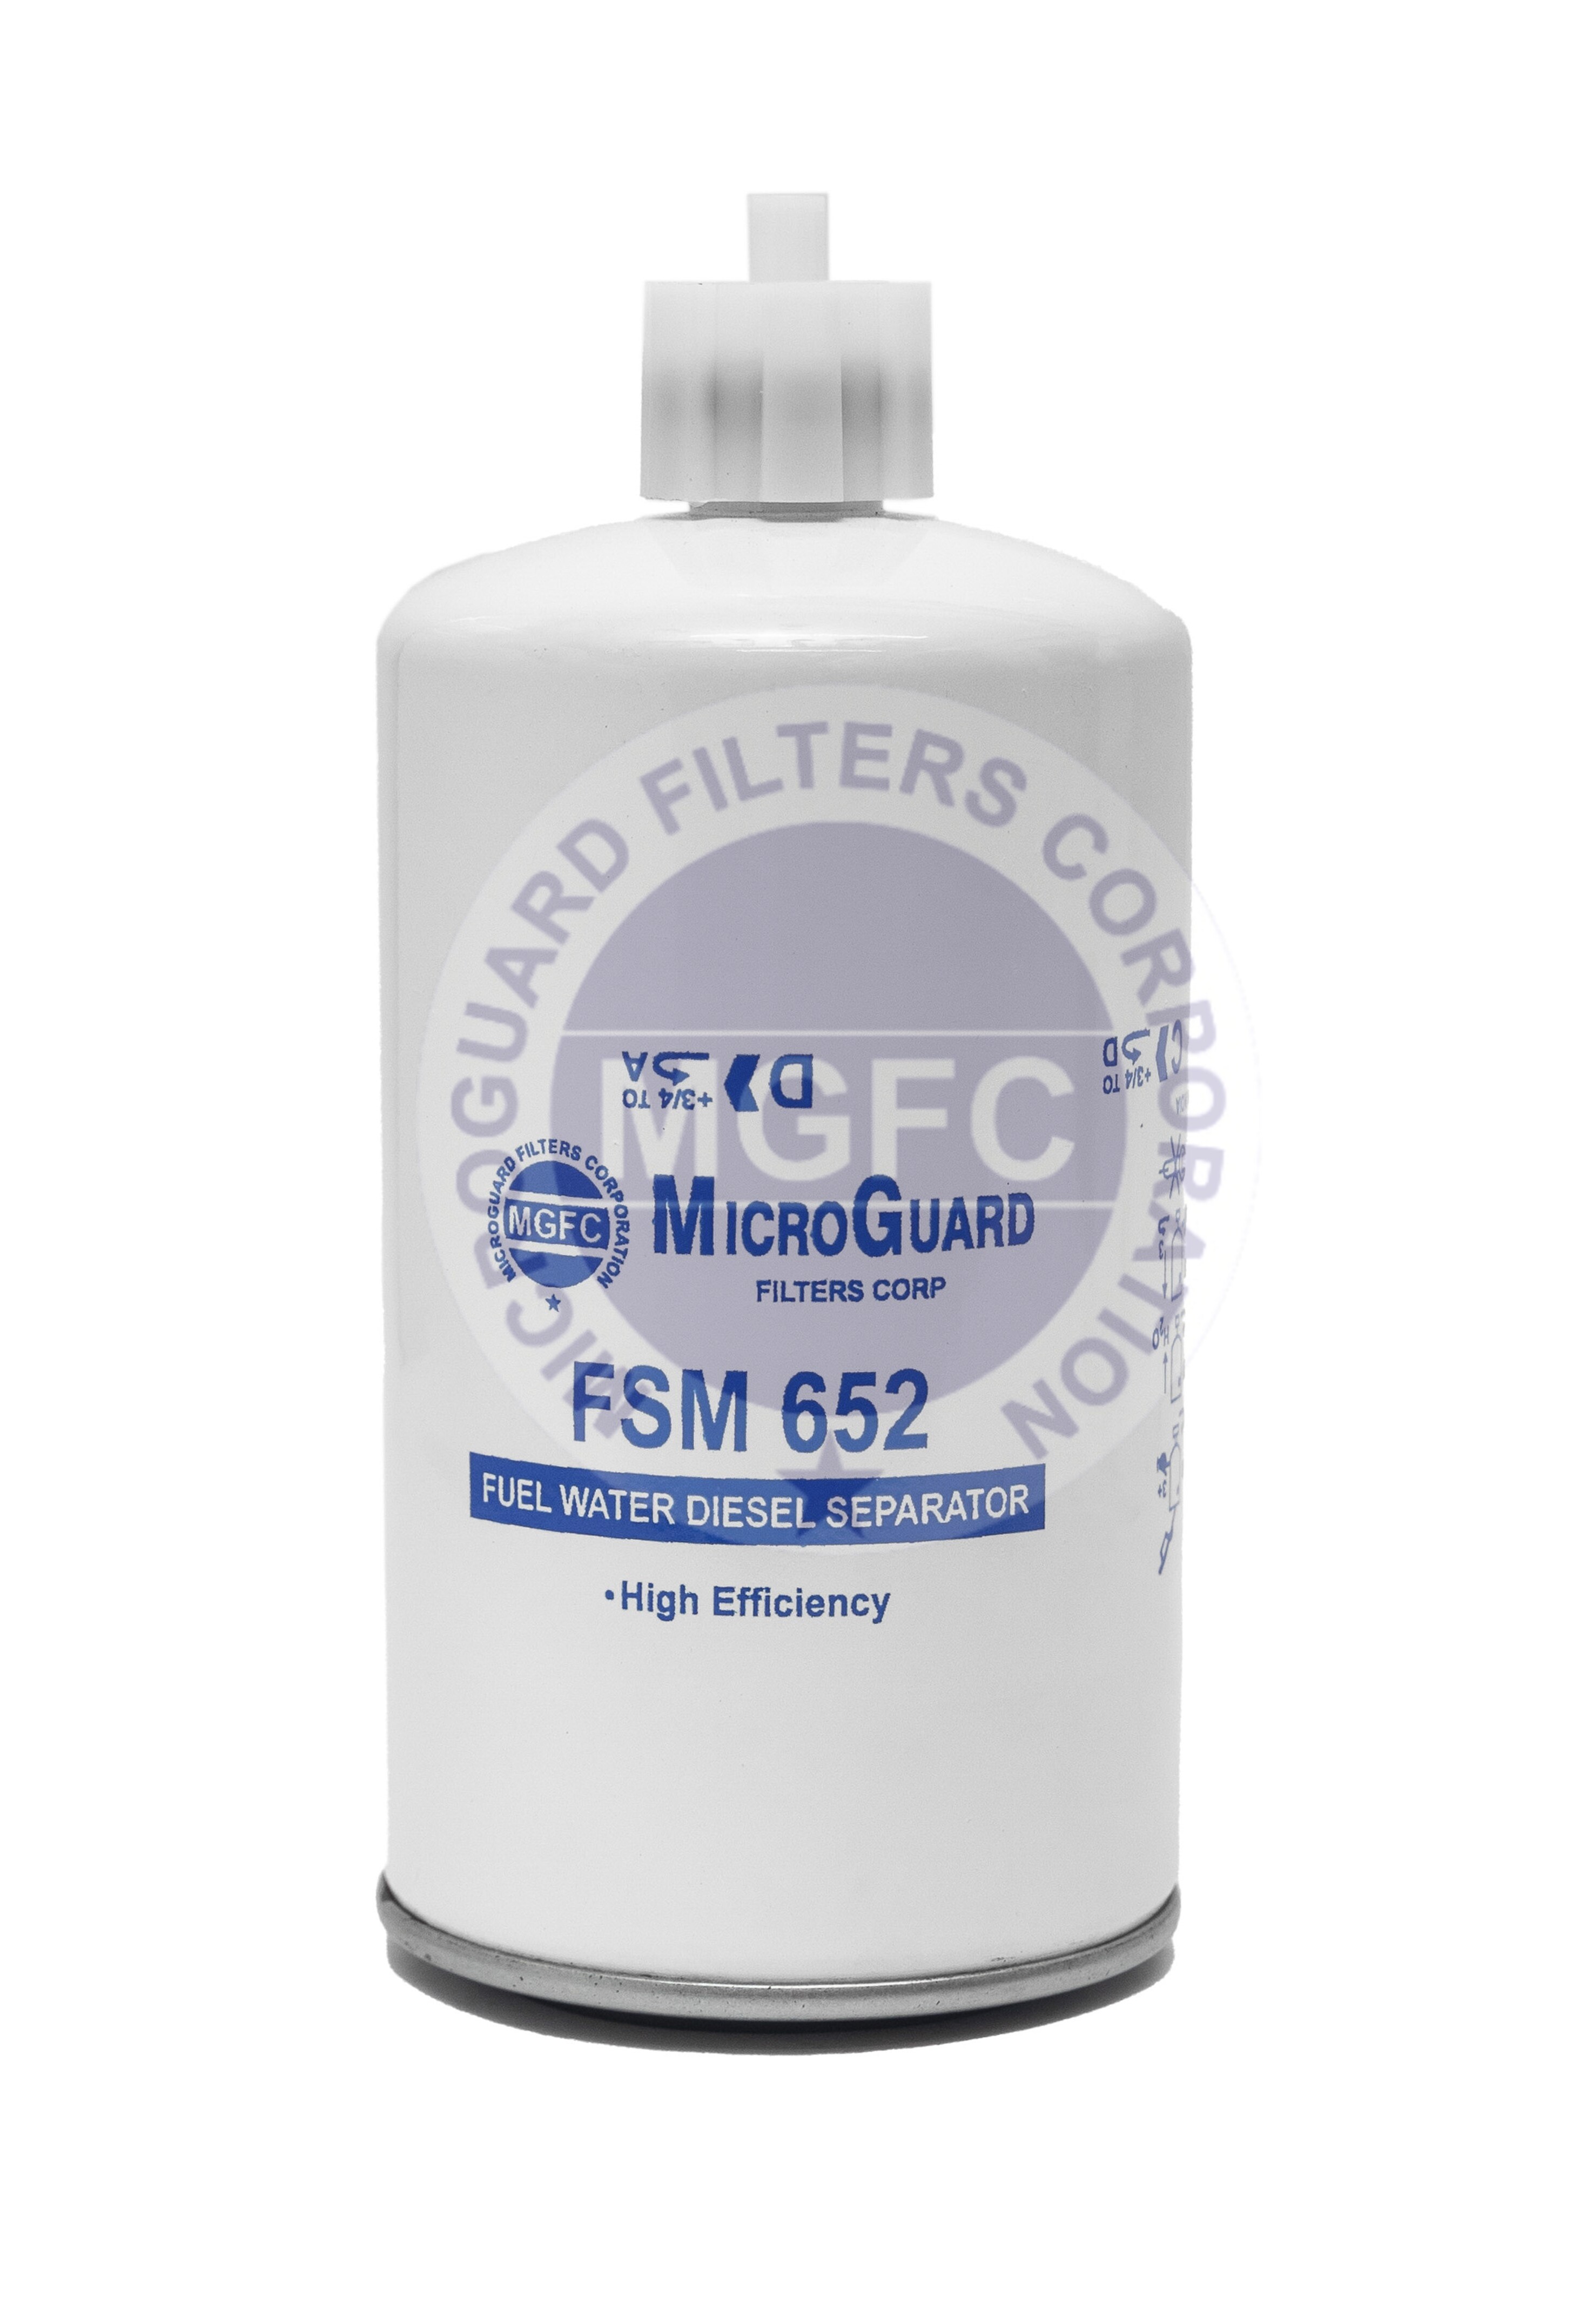 MICROGUARD FILTERS CORPORATION
MGFC
D
+3/4 TO
A
C
+3/4 TO
D
MICROGUARD FILTERS CORPORATION
MGFC
MICROGUARD
FILTERS CORP
FSM 652
FUEL WATER DIESEL SEPARATOR
•High Efficiency
H2O